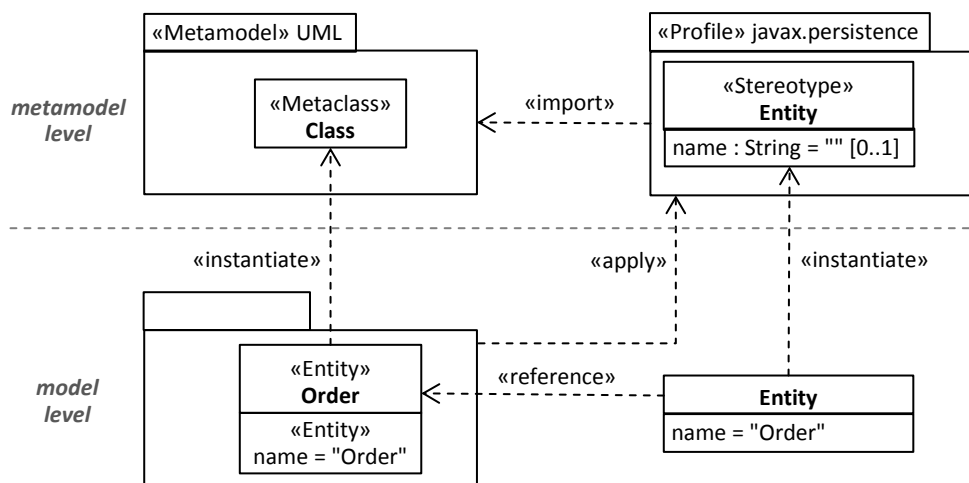 «Metamodel» UML
«Profile» javax.persistence
metamodel
level
«Metaclass»
Class
«import»
«Stereotype»
Entity
name : String = "" [0..1]
«instantiate»
«apply»
«instantiate»
model
level
«Entity»
Order
«Entity»
name = "Order"
«reference»
Entity
name = "Order"